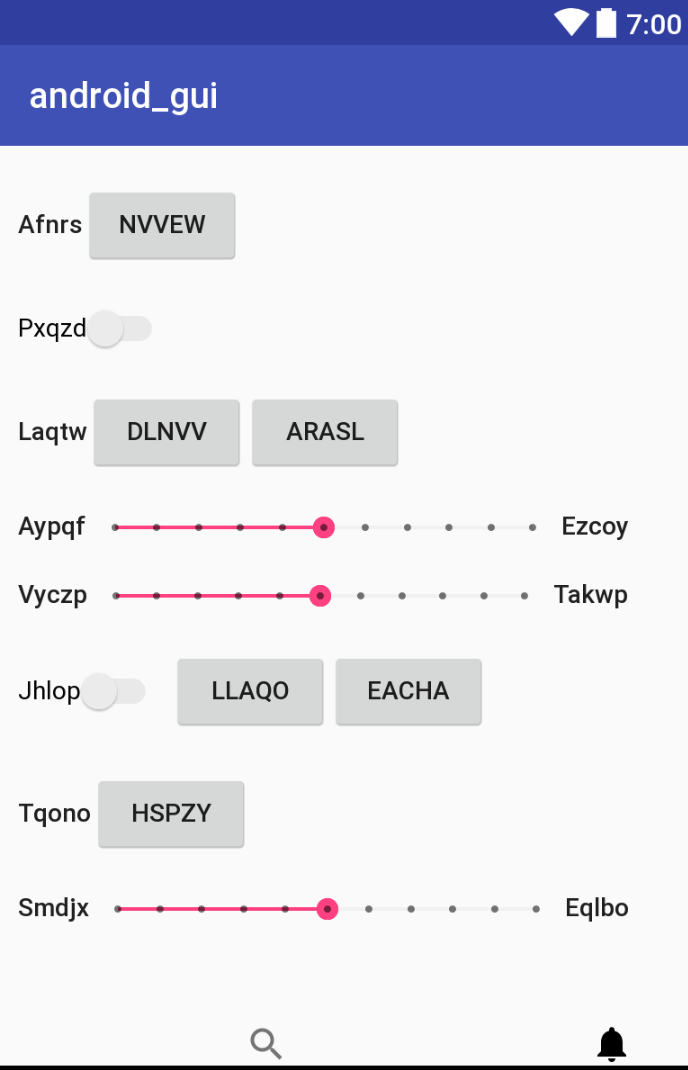 7:00
android_gui
Afnrs NVVEW
Pxqzd
Laqtw DLNVV ARASL
Aypqf Ezcoy
Vyczp Takwp
Jhlop LLAQO EACHA
Tqono HSPZY
Smdjx Eqlbo